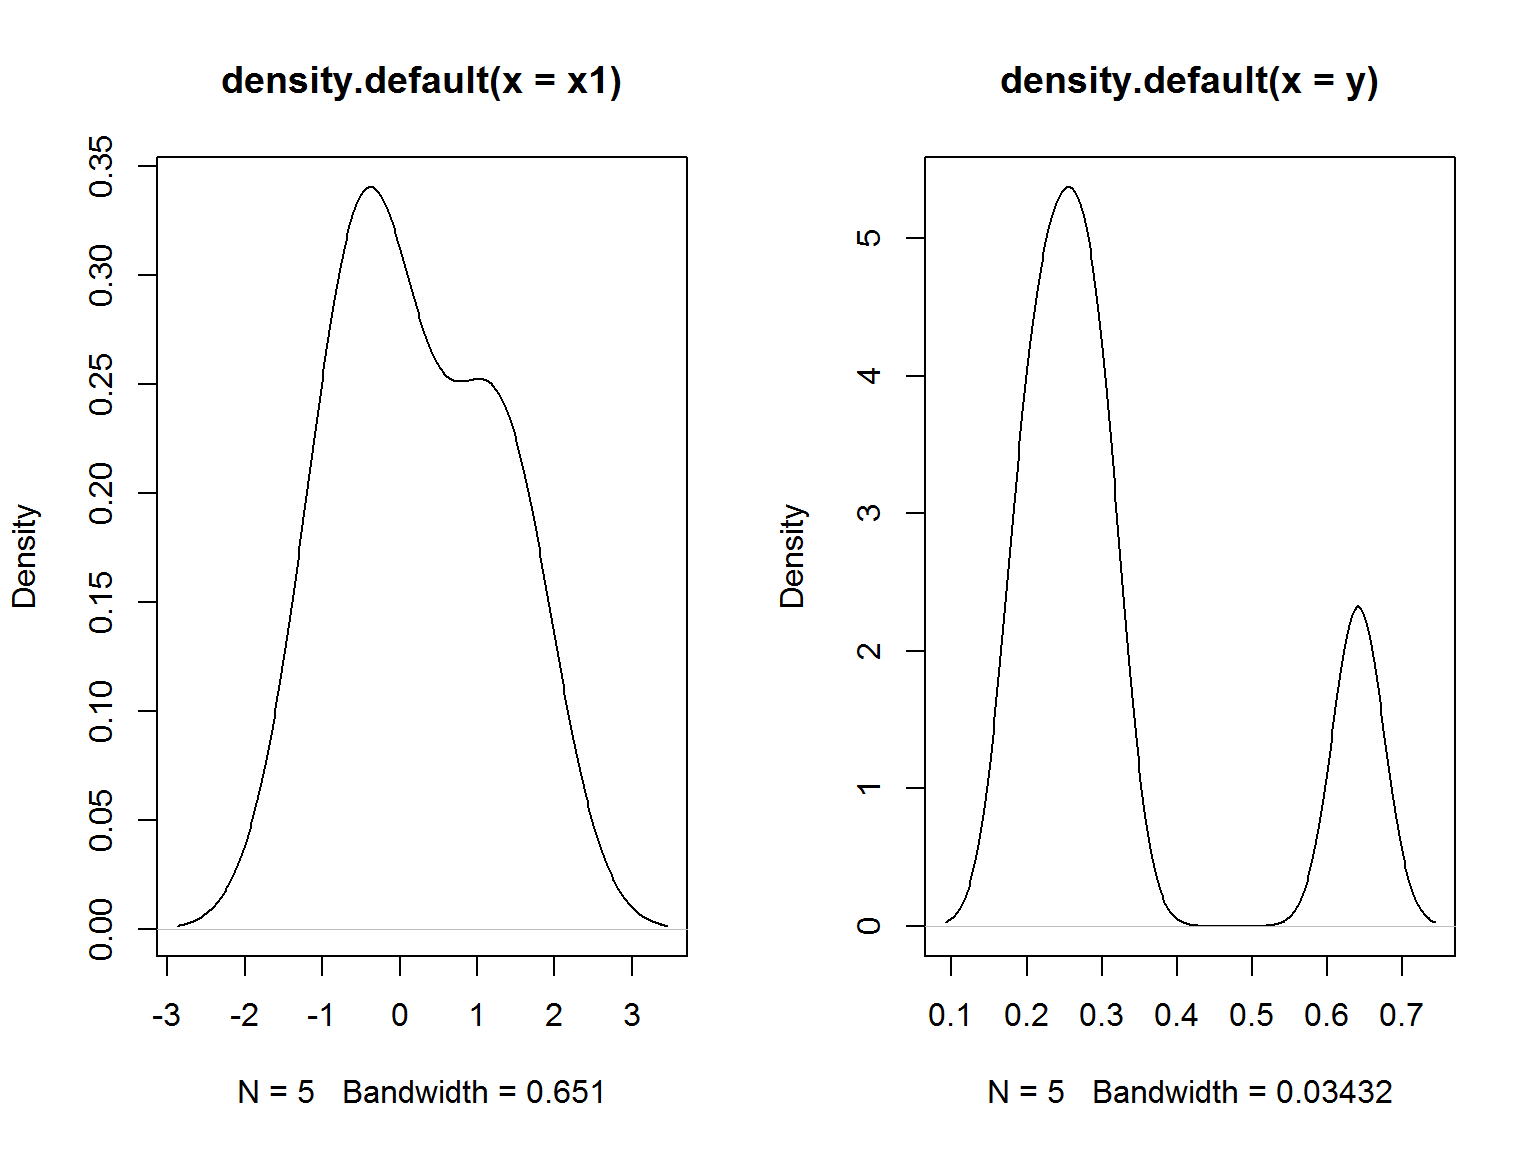 density.default(x = x1)
Density
0.35
0.30
0.25
0.20
0.15
0.10
0.05
0.00
-3 -2 -1 0 1 2 3
N = 5 Bandwidth = 0.651
density.default(x = y)
Density
5
4
3
2
1
0
0.1 0.2 0.3 0.4 0.5 0.6 0.7
N = 5 Bandwidth = 0.03432